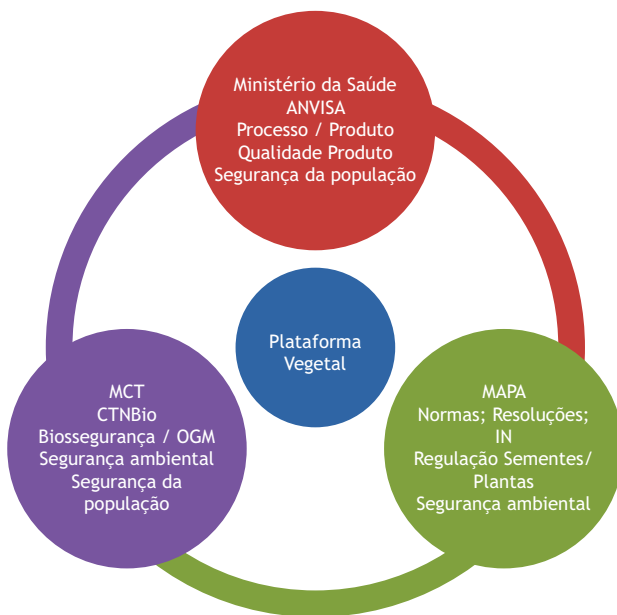 Ministério da Saúde
ANVISA
Processo / Produto
Qualidade Produto
Segurança da população
Plataforma
Vegetal
MCT
CTNBio
Biossegurança / OGM
Segurança ambiental
Segurança da
população
MAPA
Normas; Resoluções;
IN
Regulação Sementes/
Plantas
Segurança ambiental